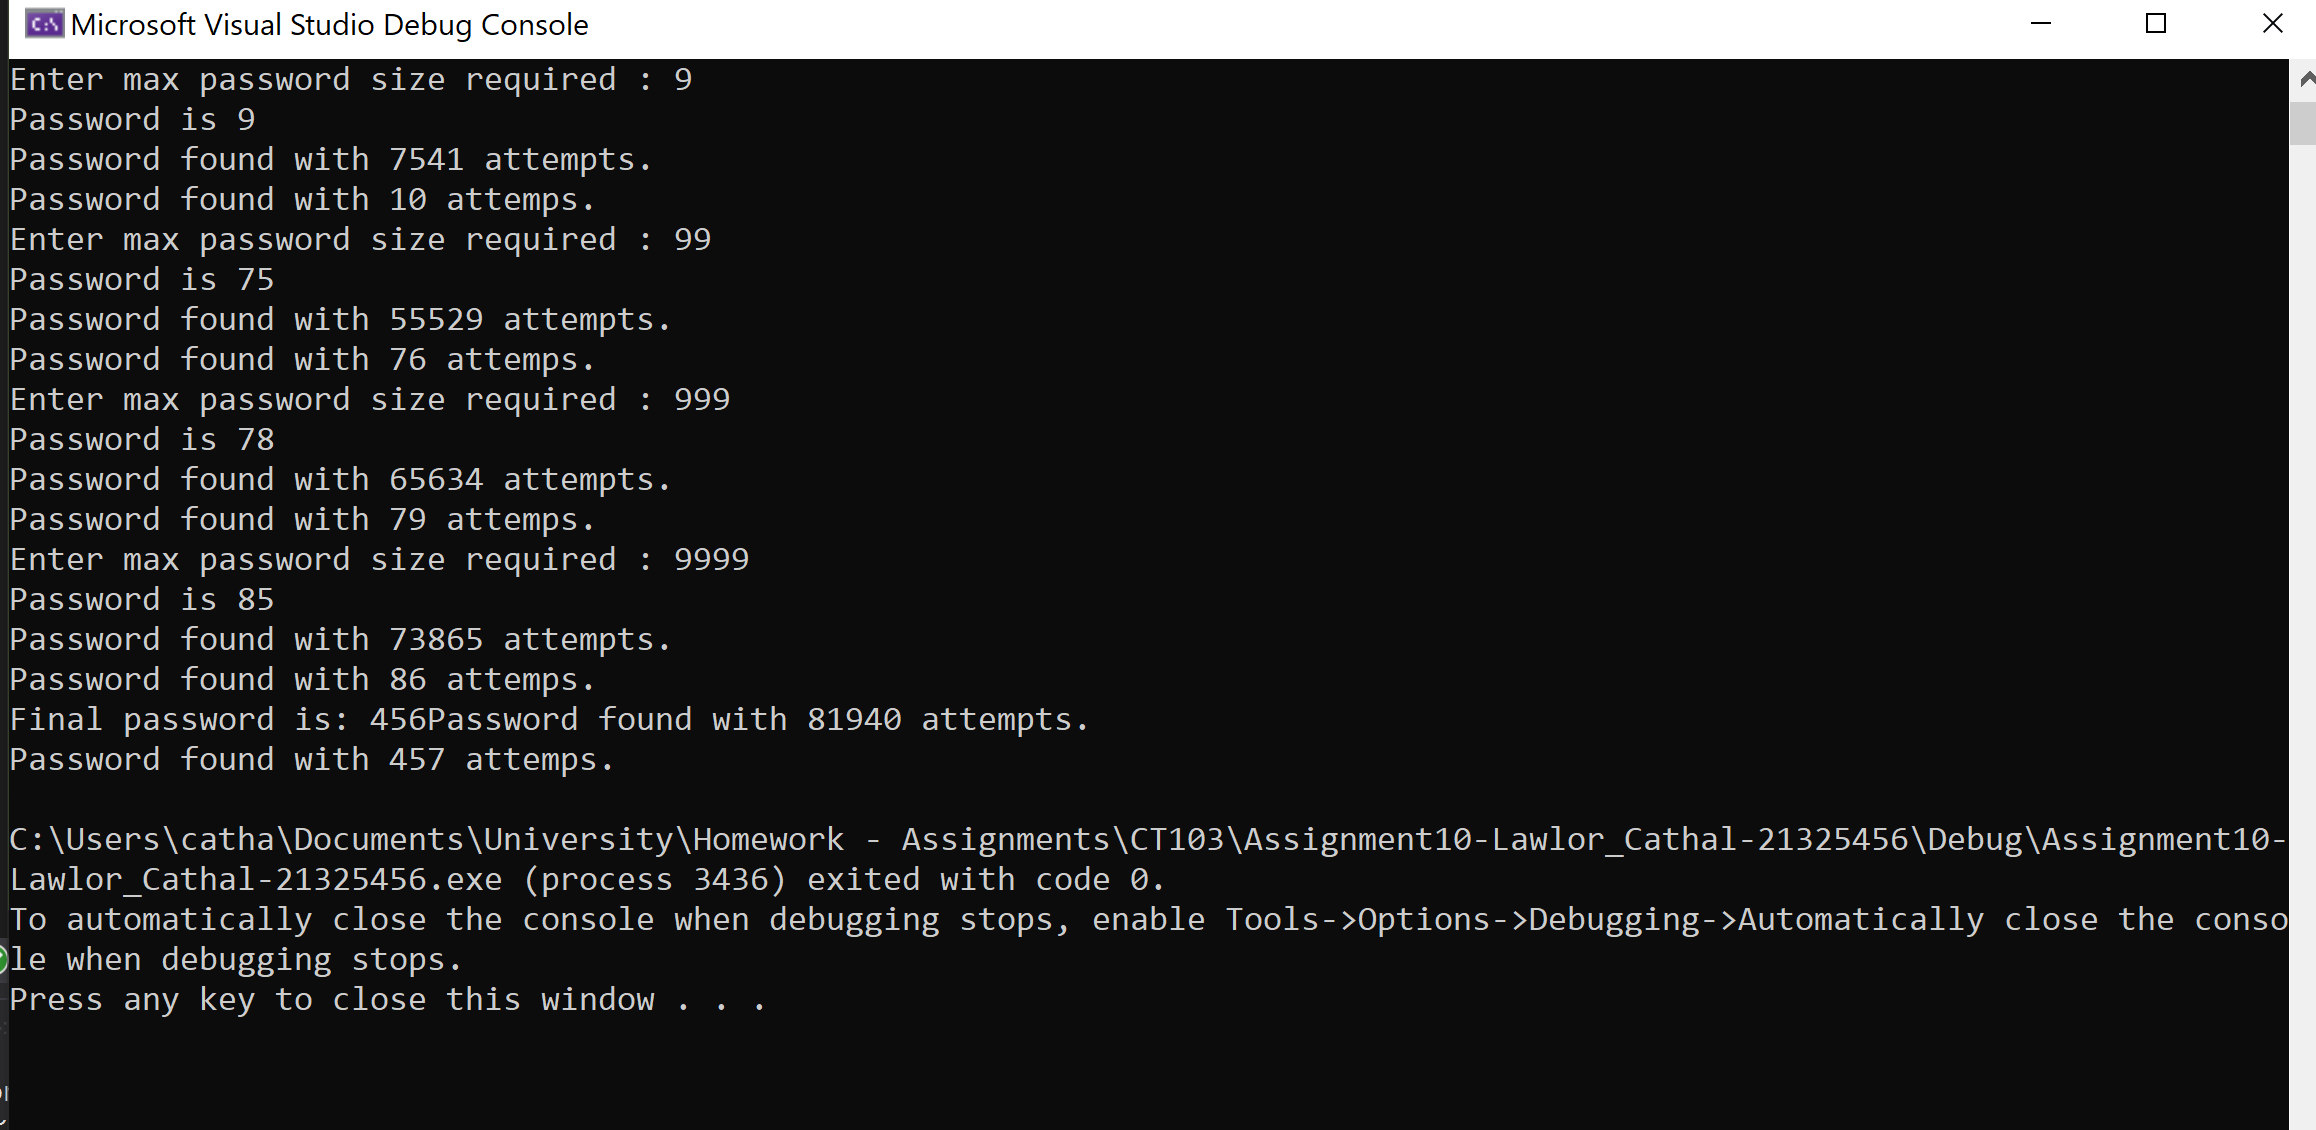 Microsoft Visual Studio Debug Console
Enter max password size required : 9
Password is 9
Password found with 7541 attempts.
Password found with 10 attemps.
Enter max password size required : 99
Password is 75
Password found with 55529 attempts.
Password found with 76 attemps.
Enter max password size required : 999
Password is 78
Password found with 65634 attempts.
Password found with 79 attemps.
Enter max password size required : 9999
Password is 85
Password found with 73865 attempts.
Password found with 86 attemps.
Final password is: 456Password found with 81940 attempts.
Password found with 457 attemps.
C:\Users\catha\Documents\University\Homework - Assignments\CT103\Assignment10-Lawlor_Cathal-21325456\Debug\Assignment10-
Lawlor_Cathal-21325456.exe (process 3436) exited with code 0.
To automatically close the console when debugging stops, enable Tools->Options->Debugging->Automatically close the conso
le when debugging stops.
Press any key to close this window . . .